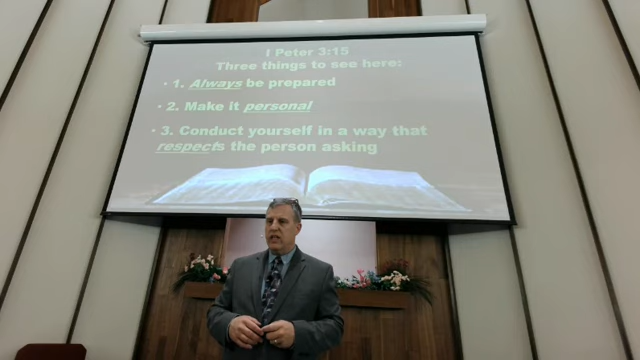 I Peter 3:15
Three things to see here:
• 1. Always be prepared
• 2. Make it personal
• 3. Conduct yourself in a way that
respects the person asking